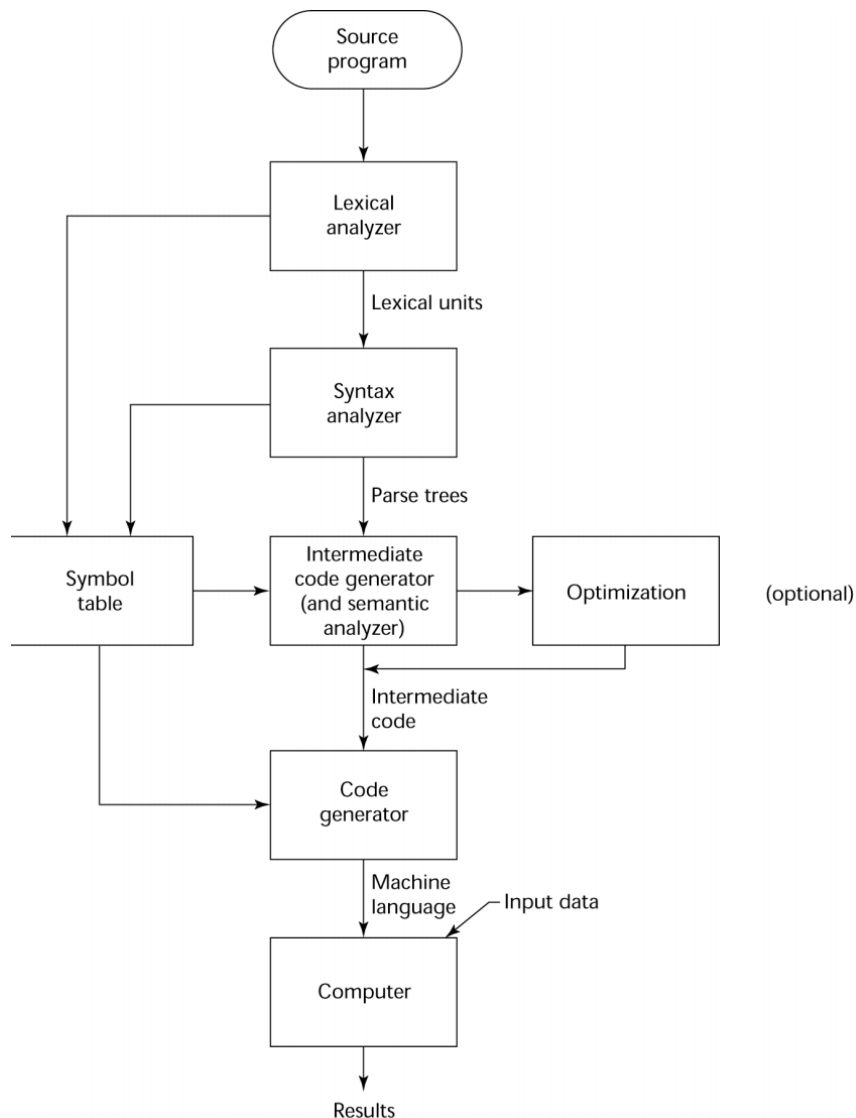 Source
program
Lexical
analyzer
Lexical units
Syntax
analyzer
Parse trees
Symbol
table
Intermediate
code generator
(and semantic
analyzer)
Optimization
(optional)
Intermediate
code
Code
generator
Machine
language
Input data
Computer
Results